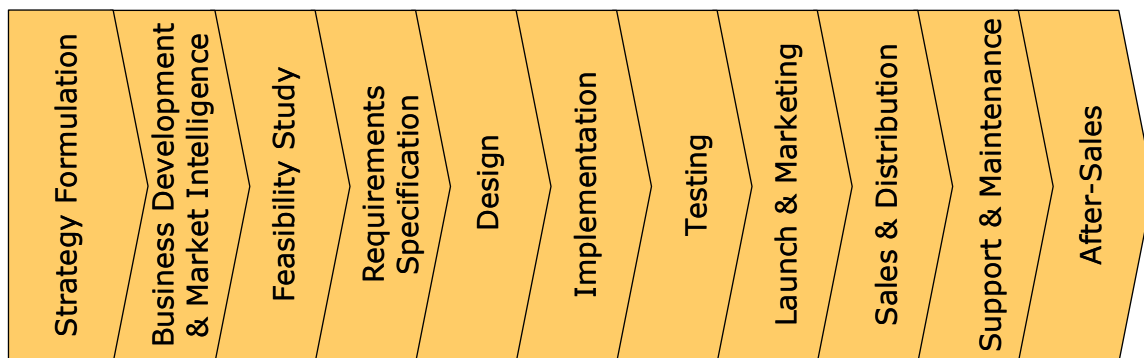 Strategy Formulation
Business Development
& Market Intelligence
Feasibility Study
Requirements
Specification
Design
Implementation
Testing
Launch & Marketing
Sales & Distribution
Support & Maintenance
After-Sales